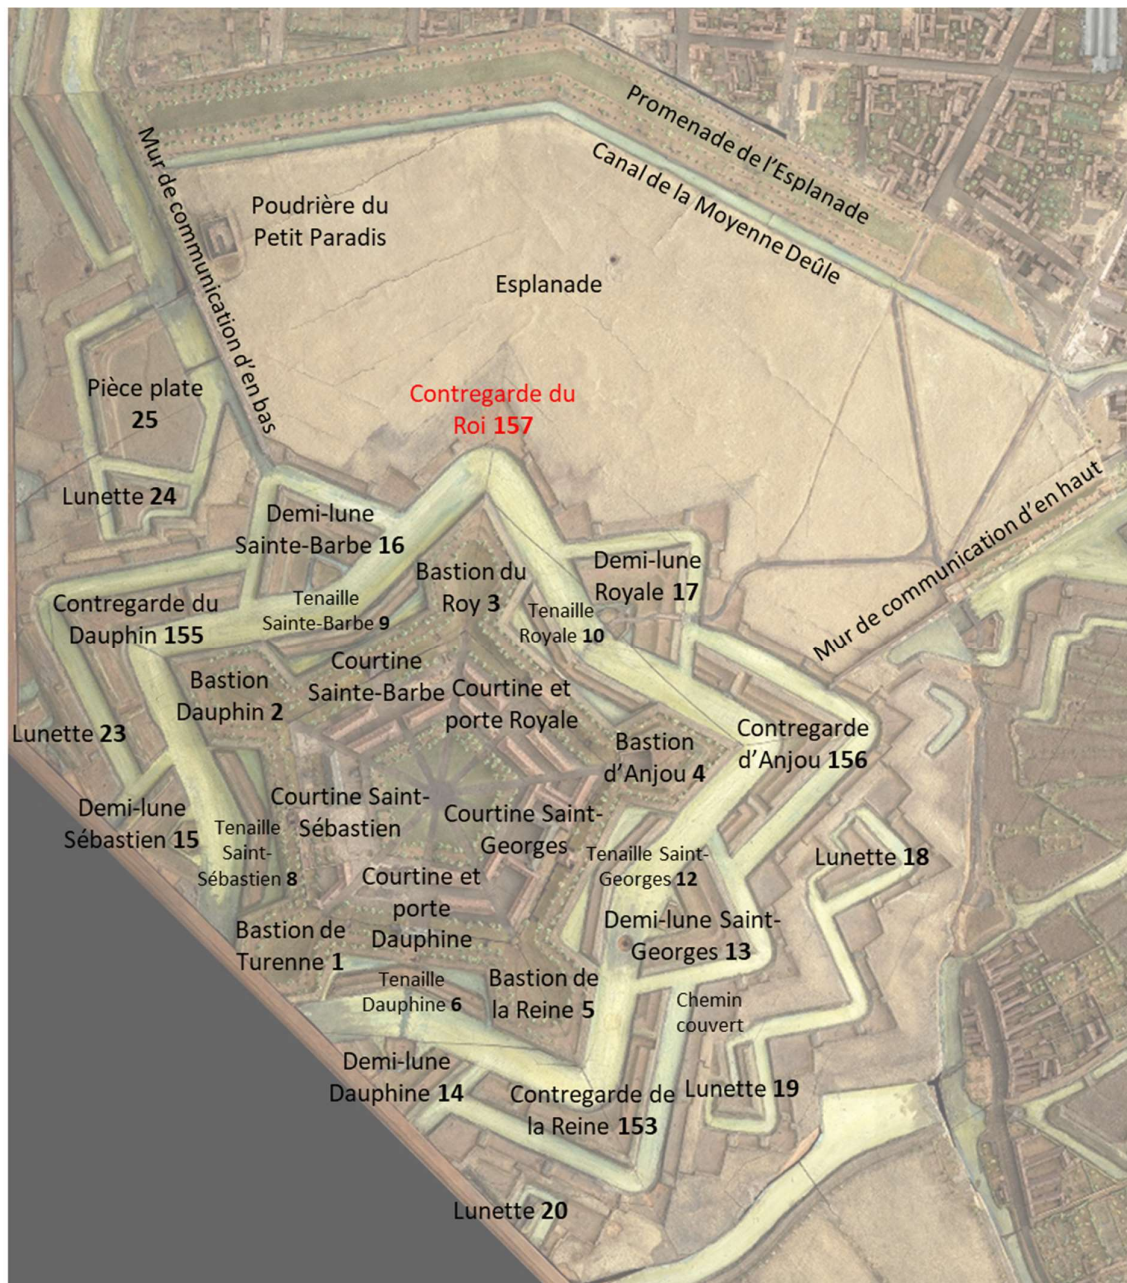 Promenade de l'Esplanade
Canal de la Moyenne Deûle
Mur de communication d'en bas
Poudrière du
Petit Paradis
Esplanade
Contregarde du
Roi 157
Pièce plate
25
Mur de communication d'en haut
Lunette 24
Demi-lune
Sainte-Barbe 16
Bastion du
Roy 3
Demi-lune
Royale 17
Contregarde du
Dauphin 155
Tenaille
Sainte-Barbe 9
Tenaille
Royale 10
Courtine
Sainte-Barbe
Bastion
Dauphin 2
Courtine et
porte Royale
Lunette 23
Bastion
d'Anjou 4
Contregarde
d'Anjou 156
Demi-lune
Sébastien 15
Courtine Saint-
Sébastien
Courtine Saint-
Georges
Tenaille
Saint-
Sébastien 8
Tenaille Saint-
Georges 12
Lunette 18
Courtine et
porte
Dauphine
Demi-lune Saint-
Georges 13
Bastion de
Turenne 1
Tenaille
Dauphine 6
Bastion de
la Reine 5
Chemin
couvert
Demi-lune
Dauphine 14
Contregarde de
la Reine 153
Lunette 19
Lunette 20